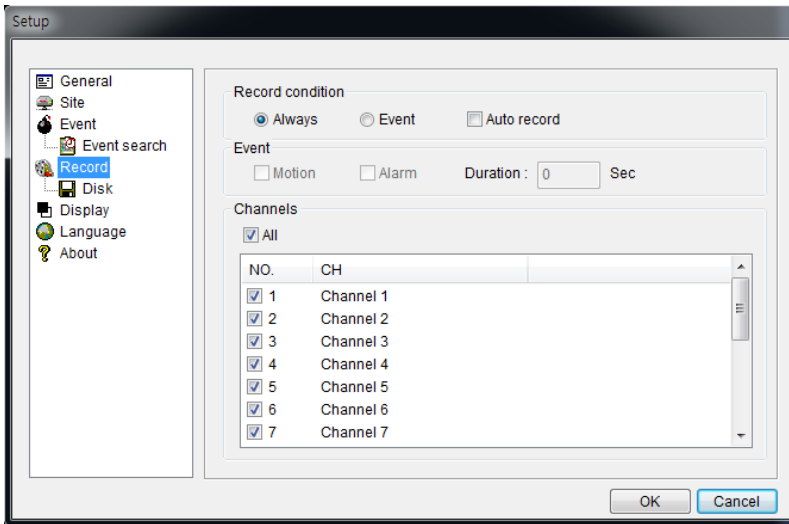 Setup
General
Site
Event
Event search
Record
Disk
Display
Language
About
Record condition
Always Event Auto record
Event
Motion Alarm Duration : 0 Sec
Channels
All
NO. CH
1 Channel 1
2 Channel 2
3 Channel 3
4 Channel 4
5 Channel 5
6 Channel 6
7 Channel 7
OK Cancel